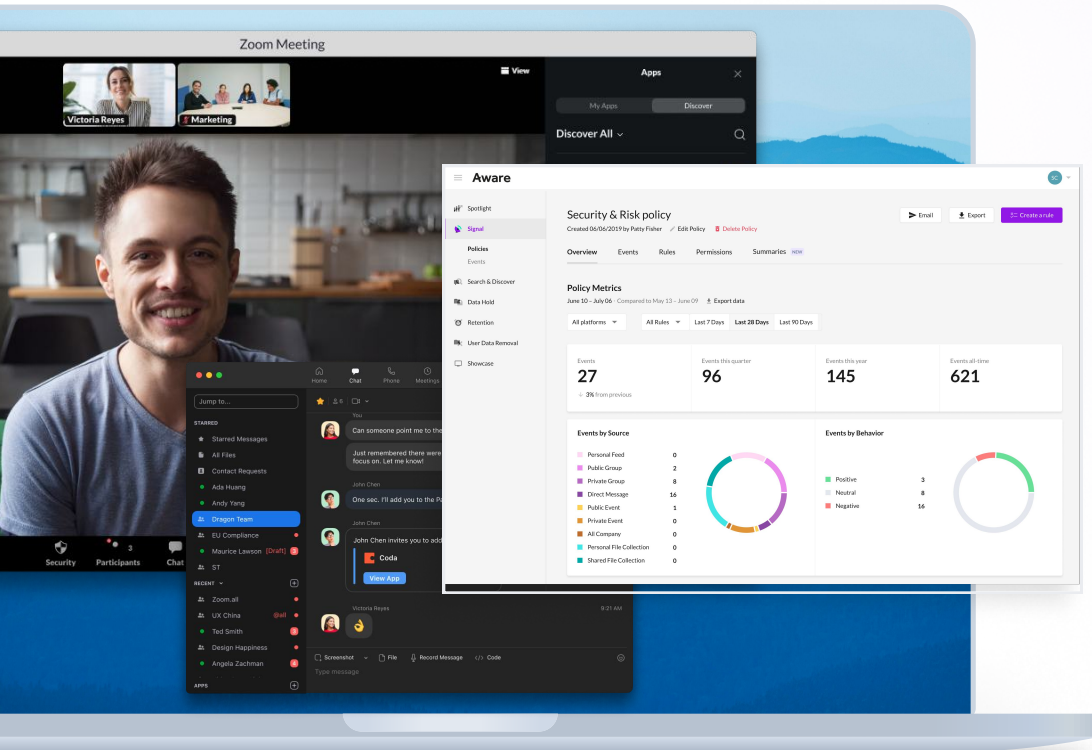 Zoom Meeting
View
Victoria Reyes
Marketing
Apps
My Apps
Discover
Discover All
Security
Participants
3
Chat
Home
Chat
Phone
Meetings
Jump to...
STARRED
Starred Messages
All Files
Contact Requests
Ada Huang
Andy Yang
Dragon Team
EU Compliance
Maurice Lawson [Draft]
ST
RECENT
Zoom.all
UX China @all
Ted Smith
Design Happiness
Angela Zachman
APPS
6
You
Can someone point me to the
Just remembered there were
focus on. Let me know!
John Chen
One sec. I'll add you to the
John Chen
John Chen invites you to add
Coda
View App
Victoria Reyes
9:21 AM
Screenshot
File
Record Message
Code
Type message
Aware
SC
Spotlight
Signal
Policies
Events
Search & Discover
Data Hold
Retention
User Data Removal
Showcase
Security & Risk policy
Created 06/06/2019 by Patty Fisher
Edit Policy
Delete Policy
Email
Export
Create a rule
Overview
Events
Rules
Permissions
Summaries
NEW
Policy Metrics
June 10 – July 06 - Compared to May 13 – June 09
Export data
All platforms
All Rules
Last 7 Days
Last 28 Days
Last 90 Days
Events
27
3% from previous
Events this quarter
96
Events this year
145
Events all-time
621
Events by Source
Personal Feed 0
Public Group 2
Private Group 8
Direct Message 16
Public Event 1
Private Event 0
All Company 0
Personal File Collection 0
Shared File Collection 0
Events by Behavior
Positive 3
Neutral 8
Negative 16